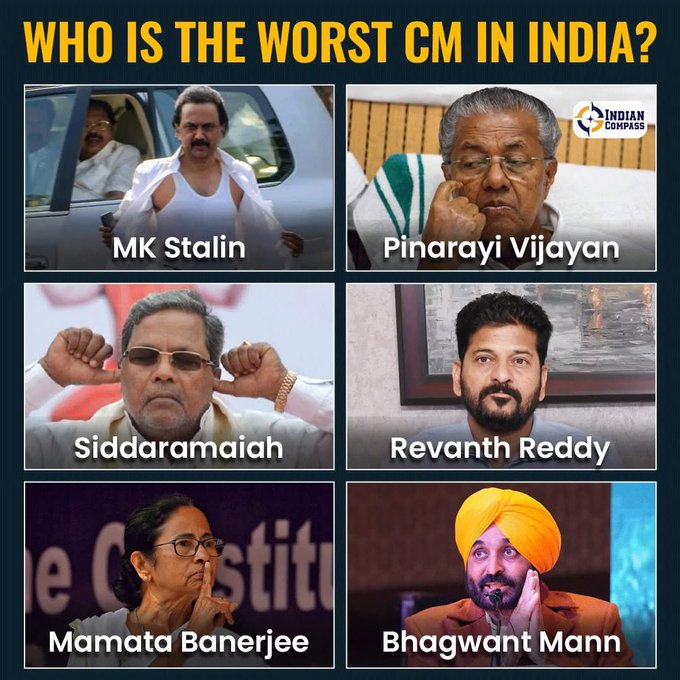 WHO IS THE WORST CM IN INDIA?
INDIAN
COMPASS
MK Stalin
Pinarayi Vijayan
Siddaramaiah
Revanth Reddy
e C stitu
Mamata Banerjee
Bhagwant Mann